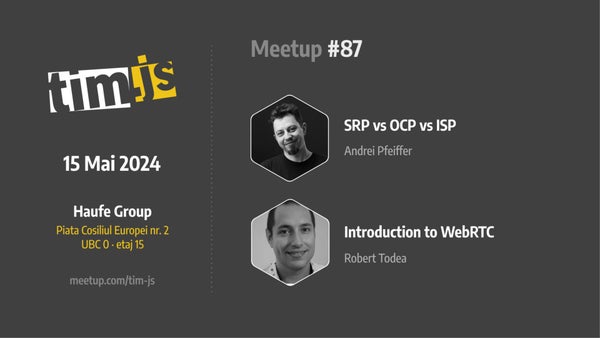 tim.js
15 Mai 2024
Haufe Group
Piata Cosiliul Europei nr. 2
UBC 0 · etaj 15
meetup.com/tim-js
Meetup #87
SRP vs OCP vs ISP
Andrei Pfeiffer
Introduction to WebRTC
Robert Todea